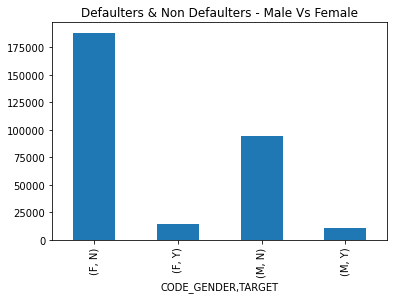 Defaulters & Non Defaulters - Male Vs Female
175000
150000
125000
100000
75000
50000
25000
0
(F, N)
(F, Y)
(M, N)
(M, Y)
CODE_GENDER,TARGET